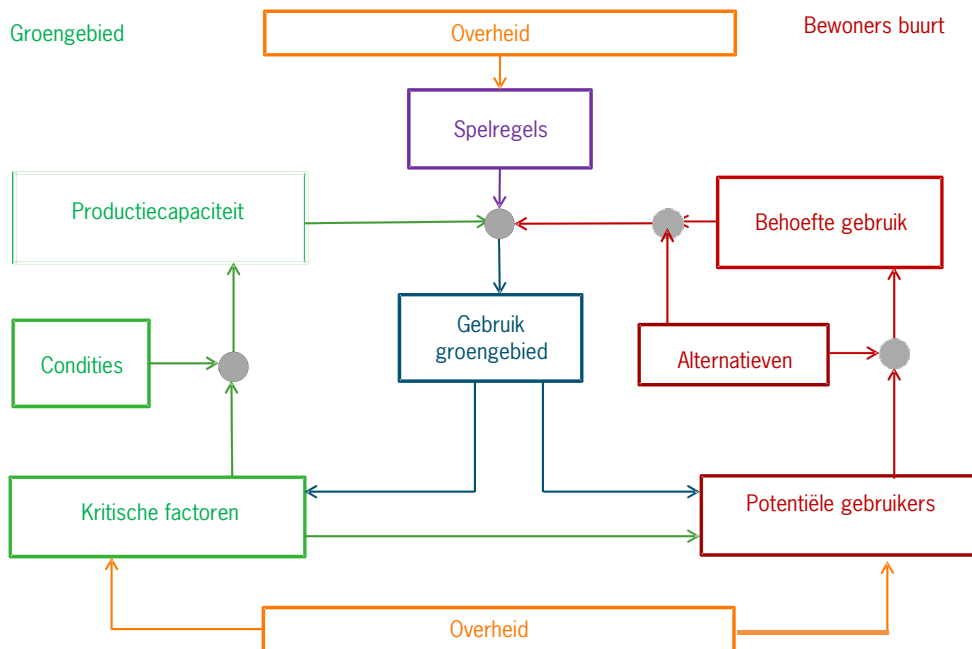 Groengebied
Overheid
Bewoners buurt
Spelregels
Productiecapaciteit
Behoefte gebruik
Gebruik
groengebied
Condities
Alternatieven
Kritische factoren
Potentiële gebruikers
Overheid